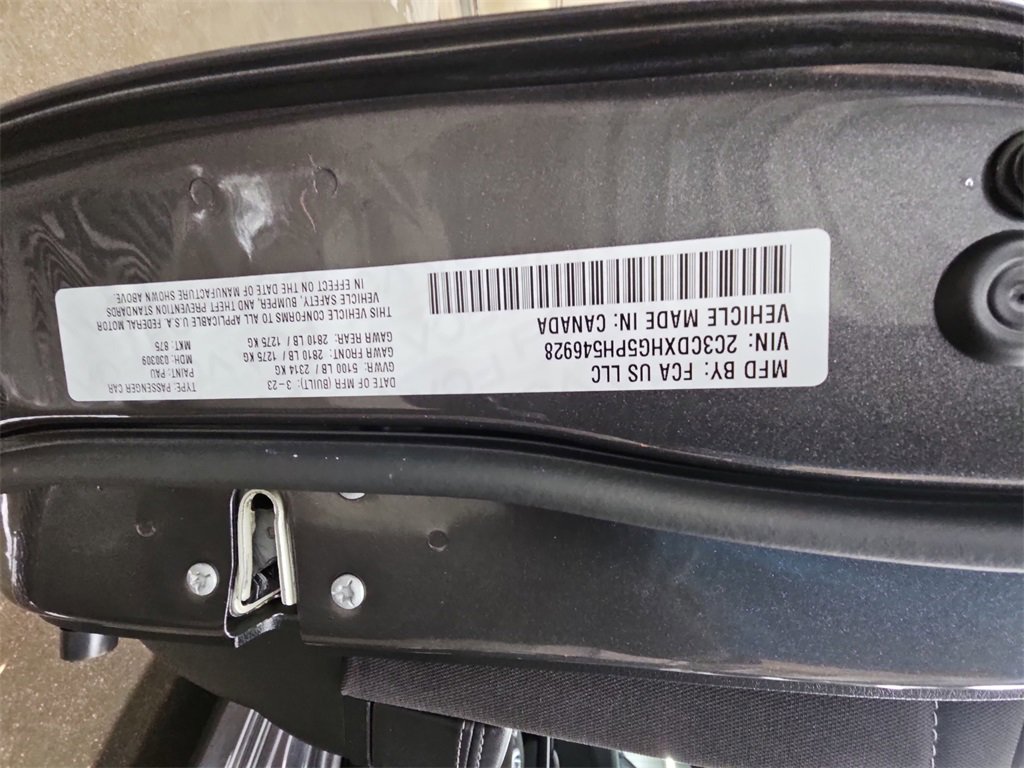 MFD BY: FCA US LLC
VIN: 2C3CDXHG5PH546928
VEHICLE MADE IN: CANADA
DATE OF MFR (BUILT): 3-23
GAWR FRONT: 2810 LB / 1275 KG
GAWR REAR: 2810 LB / 1275 KG
GVWR: 5100 LB / 2314 KG
TYPE: PASSENGER CAR
PAINT: PAU
MDH: 030309
MKT: 875
THIS VEHICLE CONFORMS TO ALL APPLICABLE U.S.A. FEDERAL MOTOR
VEHICLE SAFETY, BUMPER, AND THEFT PREVENTION STANDARDS
IN EFFECT ON THE DATE OF MANUFACTURE SHOWN ABOVE